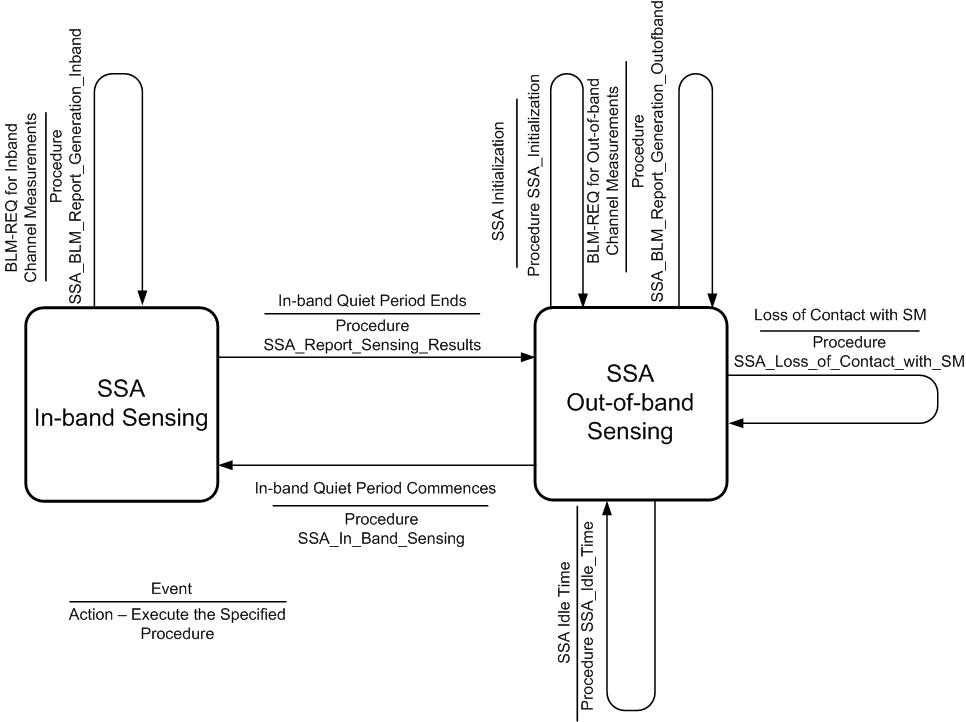 BLM-REQ for Inband
Channel Measurements
Procedure
SSA_BLM_Report_Generation_Inband
SSA Initialization
Procedure SSA_Initialization
BLM-REQ for Out-of-band
Channel Measurements
Procedure
SSA_BLM_Report_Generation_Outofband
In-band Quiet Period Ends
Procedure
SSA_Report_Sensing_Results
Loss of Contact with SM
Procedure
SSA_Loss_of_Contact_with_SM
SSA
In-band Sensing
SSA
Out-of-band
Sensing
In-band Quiet Period Commences
Procedure
SSA_In_Band_Sensing
SSA Idle Time
Procedure SSA_Idle_Time
Event
Action – Execute the Specified
Procedure